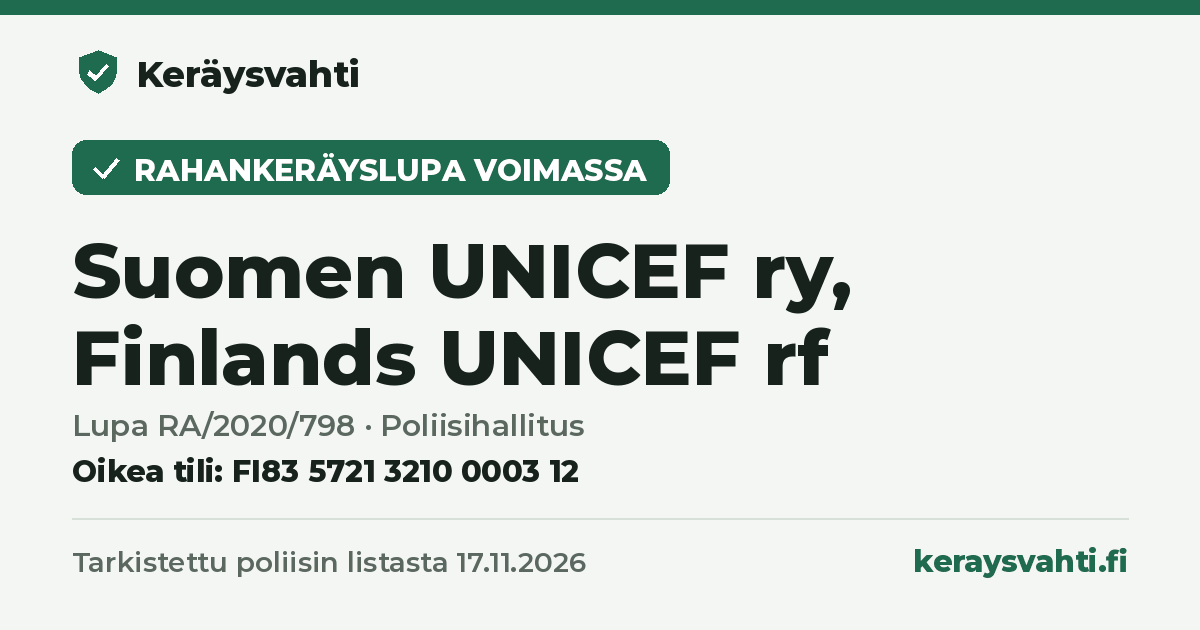 Keräysvahti
RAHANKERÄYSLUPA VOIMASSA
Suomen UNICEF ry,
Finlands UNICEF rf
Lupa RA/2020/798 · Poliisihallitus
Oikea tili: FI83 5721 3210 0003 12
Tarkistettu poliisin listasta 17.11.2026
keraysvahti.fi